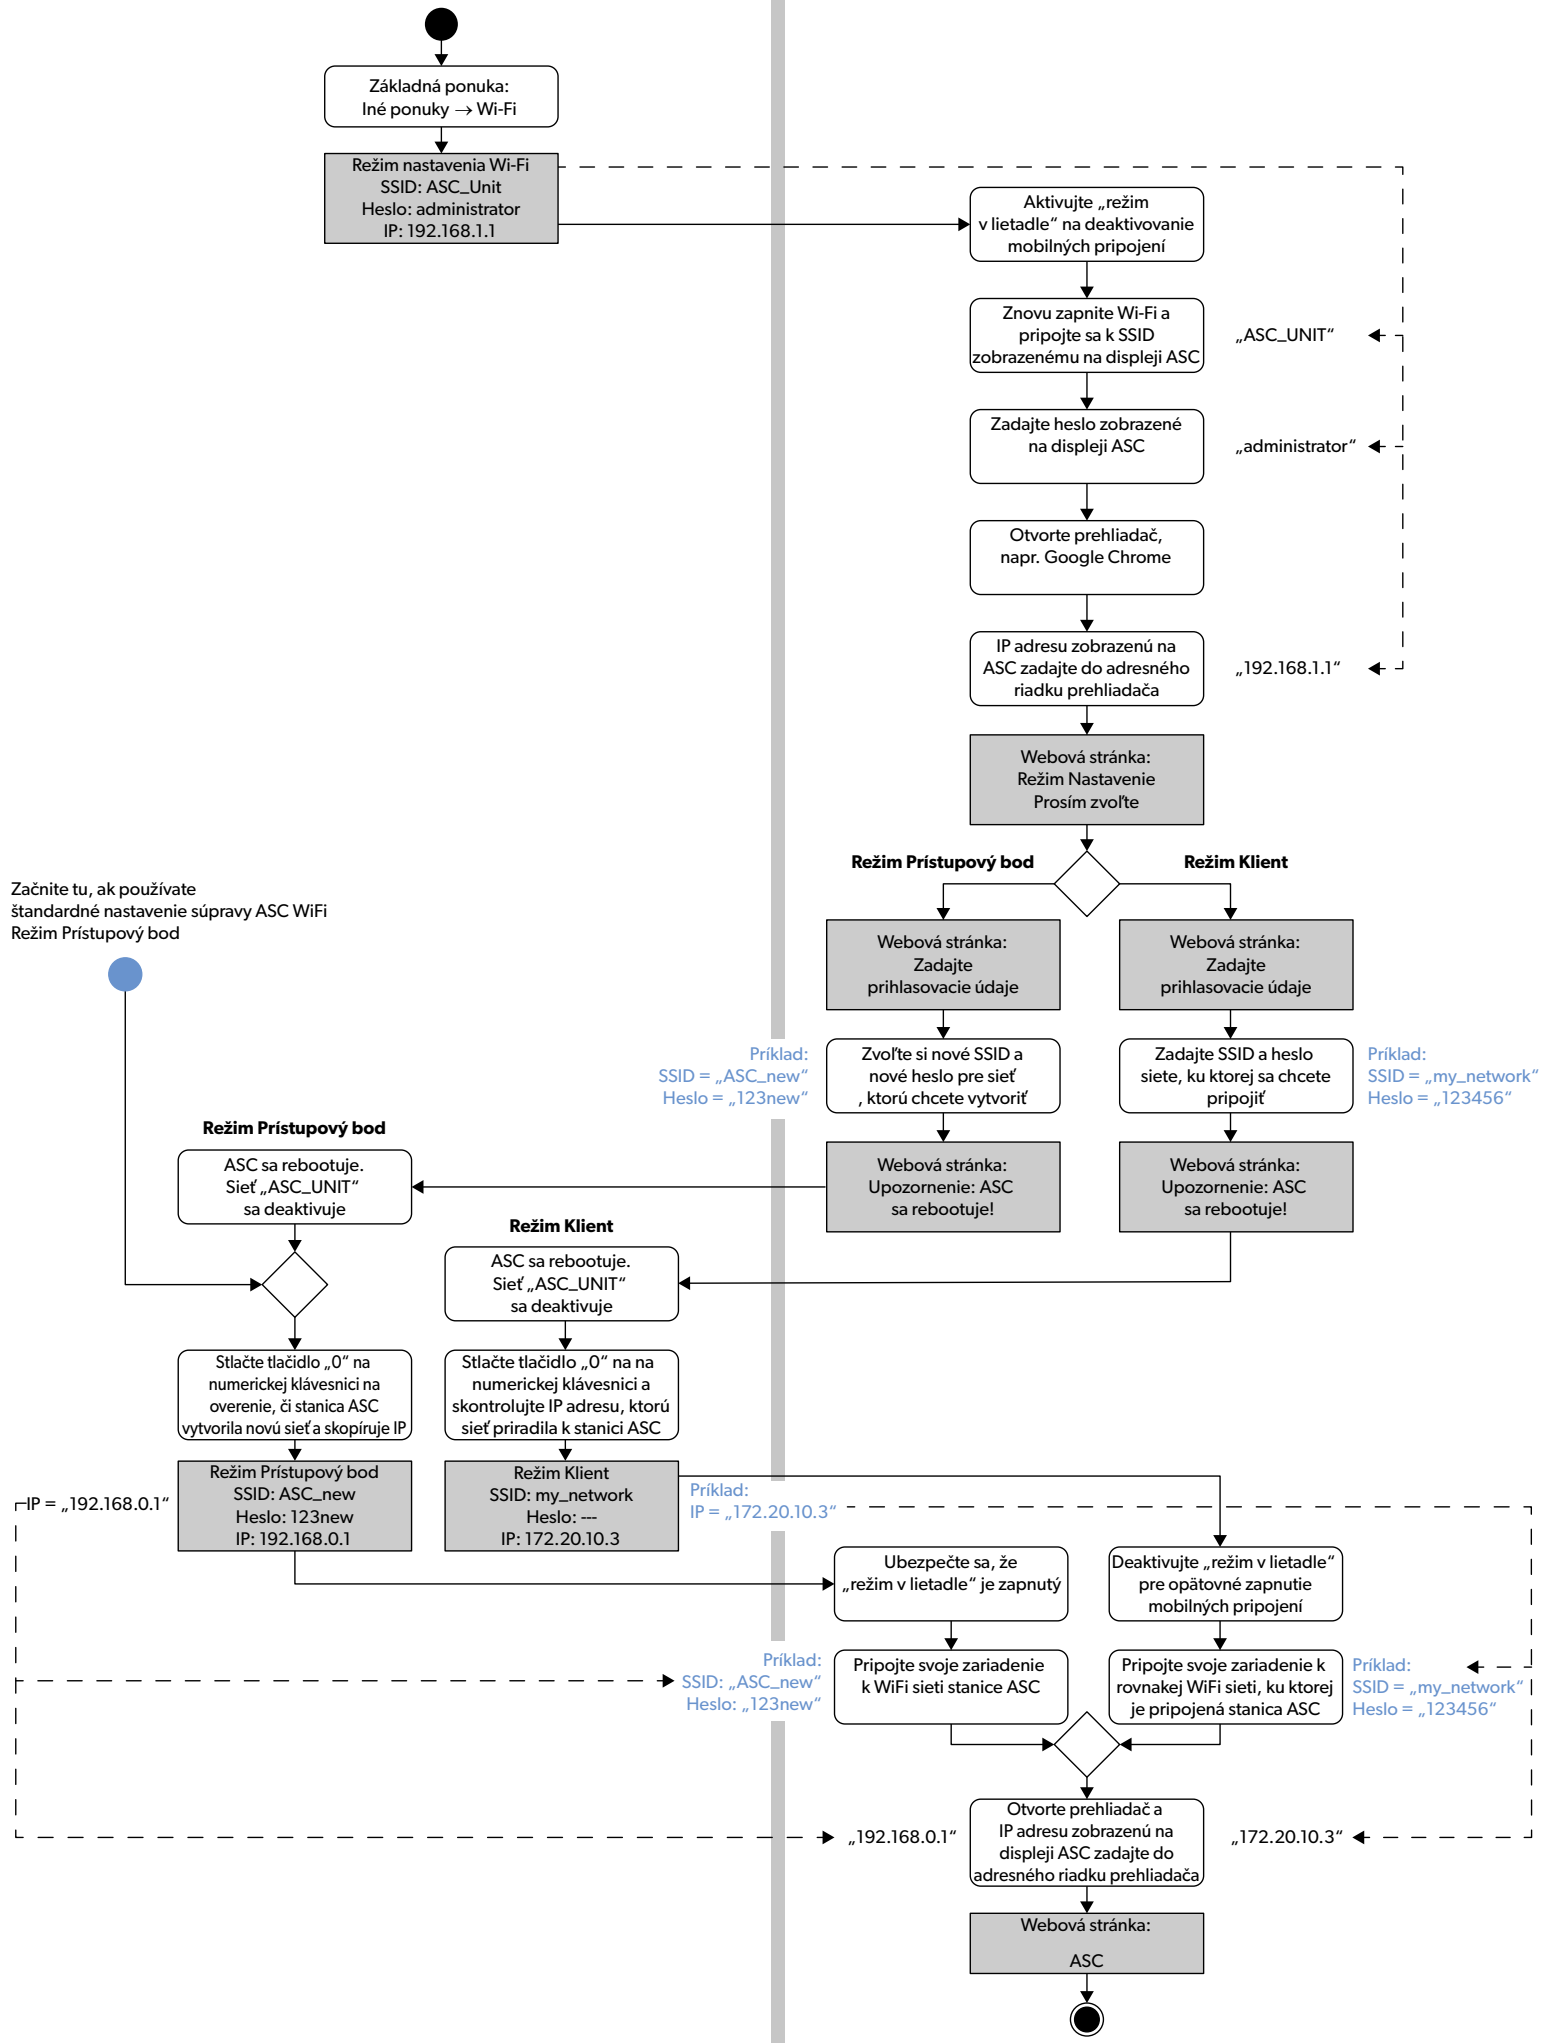 Základná ponuka:
Iné ponuky → Wi-Fi
Režim nastavenia Wi-Fi
SSID: ASC_Unit
Heslo: administrator
IP: 192.168.1.1
Aktivujte „režim
v lietadle“ na deaktivovanie
mobilných pripojení
Znovu zapnite Wi-Fi a
pripojte sa k SSID
zobrazenému na displeji ASC
„ASC_UNIT“
Zadajte heslo zobrazené
na displeji ASC
„administrator“
Otvorte prehliadač,
napr. Google Chrome
IP adresu zobrazenú na
ASC zadajte do adresného
riadku prehliadača
„192.168.1.1“
Webová stránka:
Režim Nastavenie
Prosím zvoľte
Režim Prístupový bod
Režim Klient
Začnite tu, ak používate
štandardné nastavenie súpravy ASC WiFi
Režim Prístupový bod
Webová stránka:
Zadajte
prihlasovacie údaje
Webová stránka:
Zadajte
prihlasovacie údaje
Príklad:
SSID = „ASC_new“
Heslo = „123new“
Zvoľte si nové SSID a
nové heslo pre sieť
, ktorú chcete vytvoriť
Zadajte SSID a heslo
siete, ku ktorej sa chcete
pripojiť
Príklad:
SSID = „my_network“
Heslo = „123456“
Režim Prístupový bod
ASC sa rebootuje.
Sieť „ASC_UNIT“
sa deaktivuje
Webová stránka:
Upozornenie: ASC
sa rebootuje!
Webová stránka:
Upozornenie: ASC
sa rebootuje!
Režim Klient
ASC sa rebootuje.
Sieť „ASC_UNIT“
sa deaktivuje
Stlačte tlačidlo „0“ na
numerickej klávesnici na
overenie, či stanica ASC
vytvorila novú sieť a skopíruje IP
Stlačte tlačidlo „0“ na na
numerickej klávesnici a
skontrolujte IP adresu, ktorú
sieť priradila k stanici ASC
IP = „192.168.0.1“
Režim Prístupový bod
SSID: ASC_new
Heslo: 123new
IP: 192.168.0.1
Režim Klient
SSID: my_network
Heslo: ---
IP: 172.20.10.3
Príklad:
IP = „172.20.10.3“
Ubezpečte sa, že
„režim v lietadle“ je zapnutý
Deaktivujte „režim v lietadle“
pre opätovné zapnutie
mobilných pripojení
Príklad:
SSID: „ASC_new“
Heslo: „123new“
Pripojte svoje zariadenie
k WiFi sieti stanice ASC
Pripojte svoje zariadenie k
rovnakej WiFi sieti, ku ktorej
je pripojená stanica ASC
Príklad:
SSID = „my_network“
Heslo = „123456“
„192.168.0.1“
Otvorte prehliadač a
IP adresu zobrazenú na
displeji ASC zadajte do
adresného riadku prehliadača
„172.20.10.3“
Webová stránka:
ASC